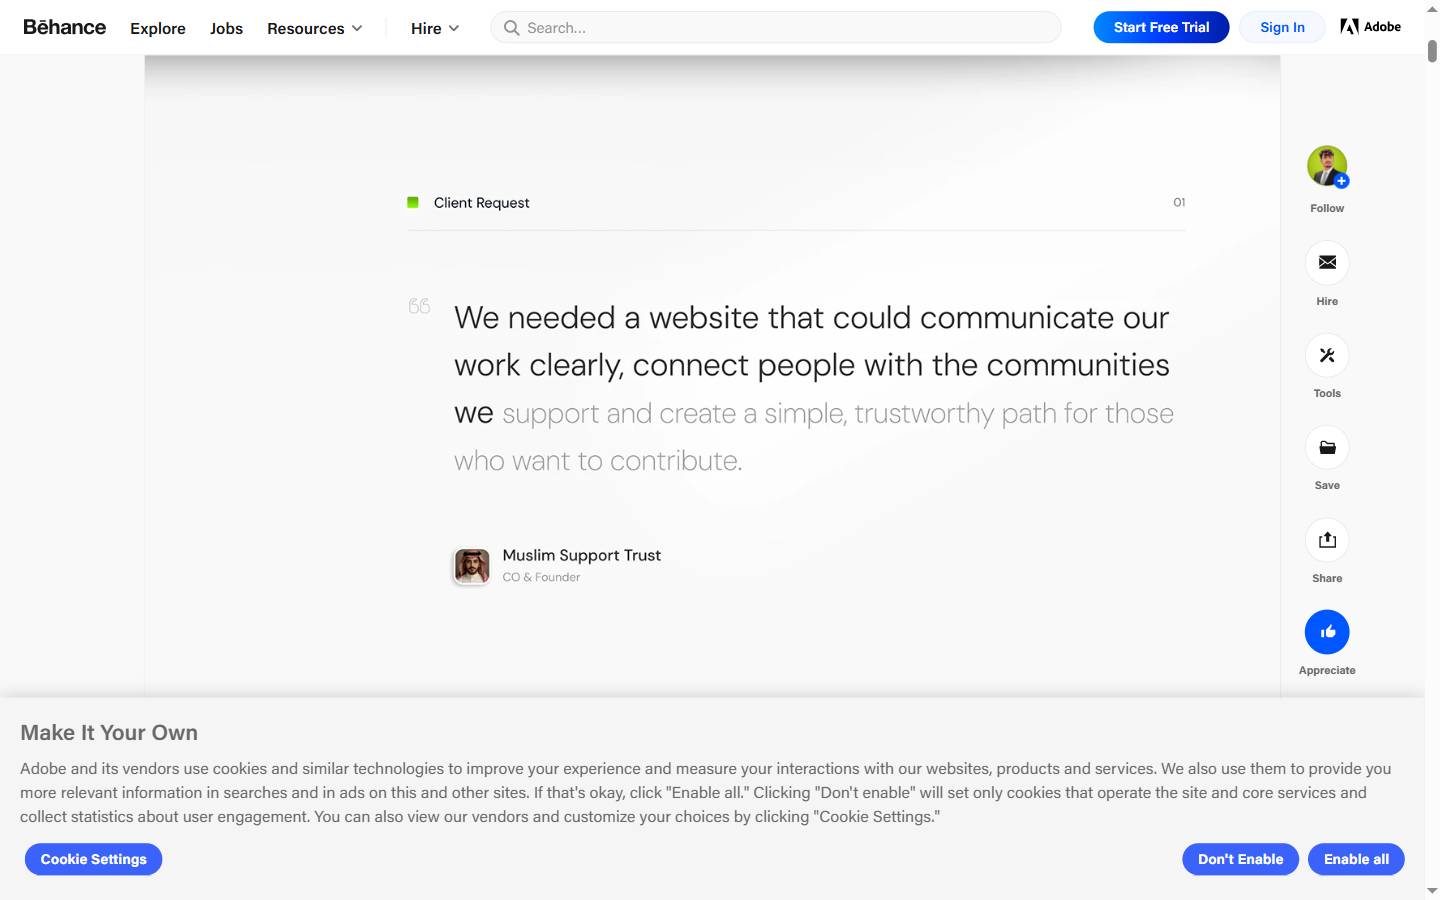 Bēhance
Explore
Jobs
Resources
Hire
Search...
Start Free Trial
Sign In
Adobe
Client Request
01
We needed a website that could communicate our
work clearly, connect people with the communities
we support and create a simple, trustworthy path for those
who want to contribute.
Muslim Support Trust
CO & Founder
Follow
Hire
Tools
Save
Share
Appreciate
Make It Your Own
Adobe and its vendors use cookies and similar technologies to improve your experience and measure your interactions with our websites, products and services. We also use them to provide you
more relevant information in searches and in ads on this and other sites. If that's okay, click "Enable all." Clicking "Don't enable" will set only cookies that operate the site and core services and
collect statistics about user engagement. You can also view our vendors and customize your choices by clicking "Cookie Settings."
Cookie Settings
Don't Enable
Enable all